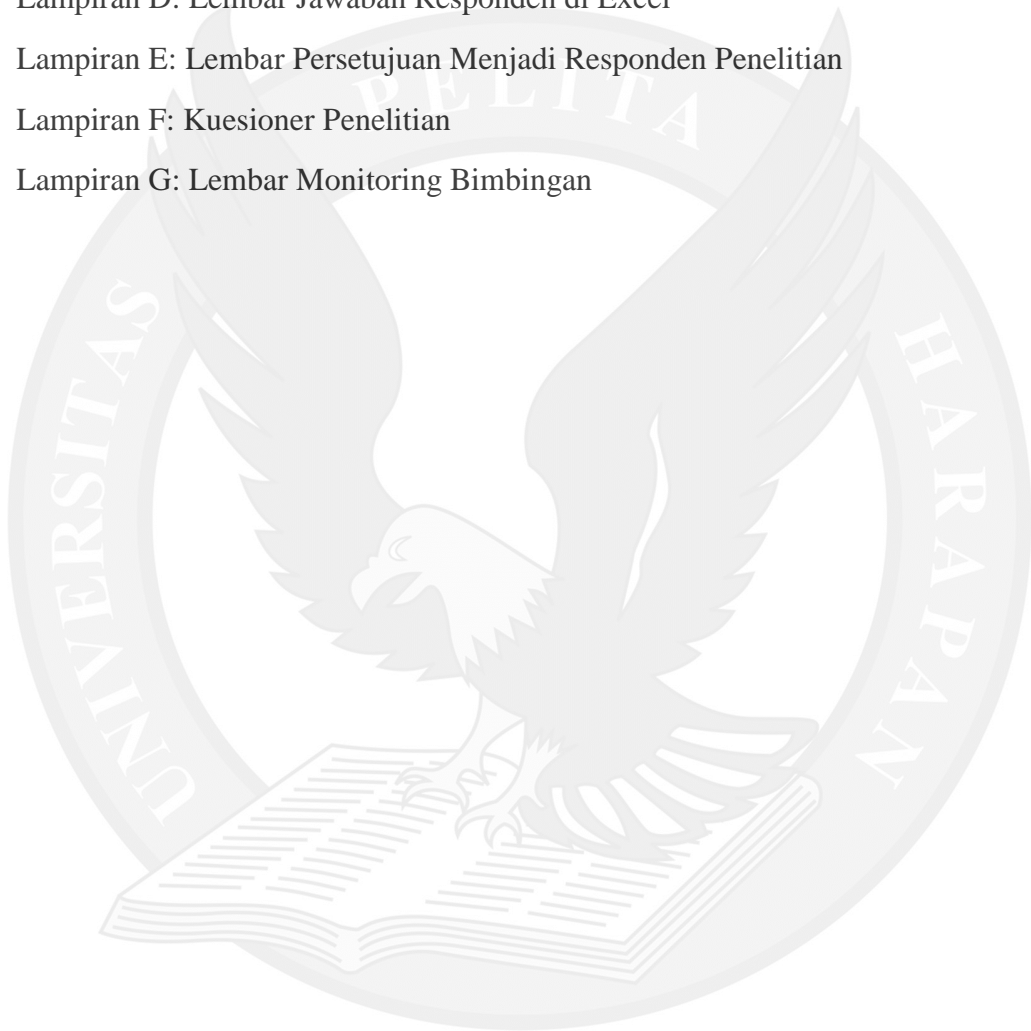 Lampiran D: Lembar Jawaban Responden di Excel
Lampiran E: Lembar Persetujuan Menjadi Responden Penelitian
Lampiran F: Kuesioner Penelitian
Lampiran G: Lembar Monitoring Bimbingan
UNIVERSITAS PELITA HARAPAN